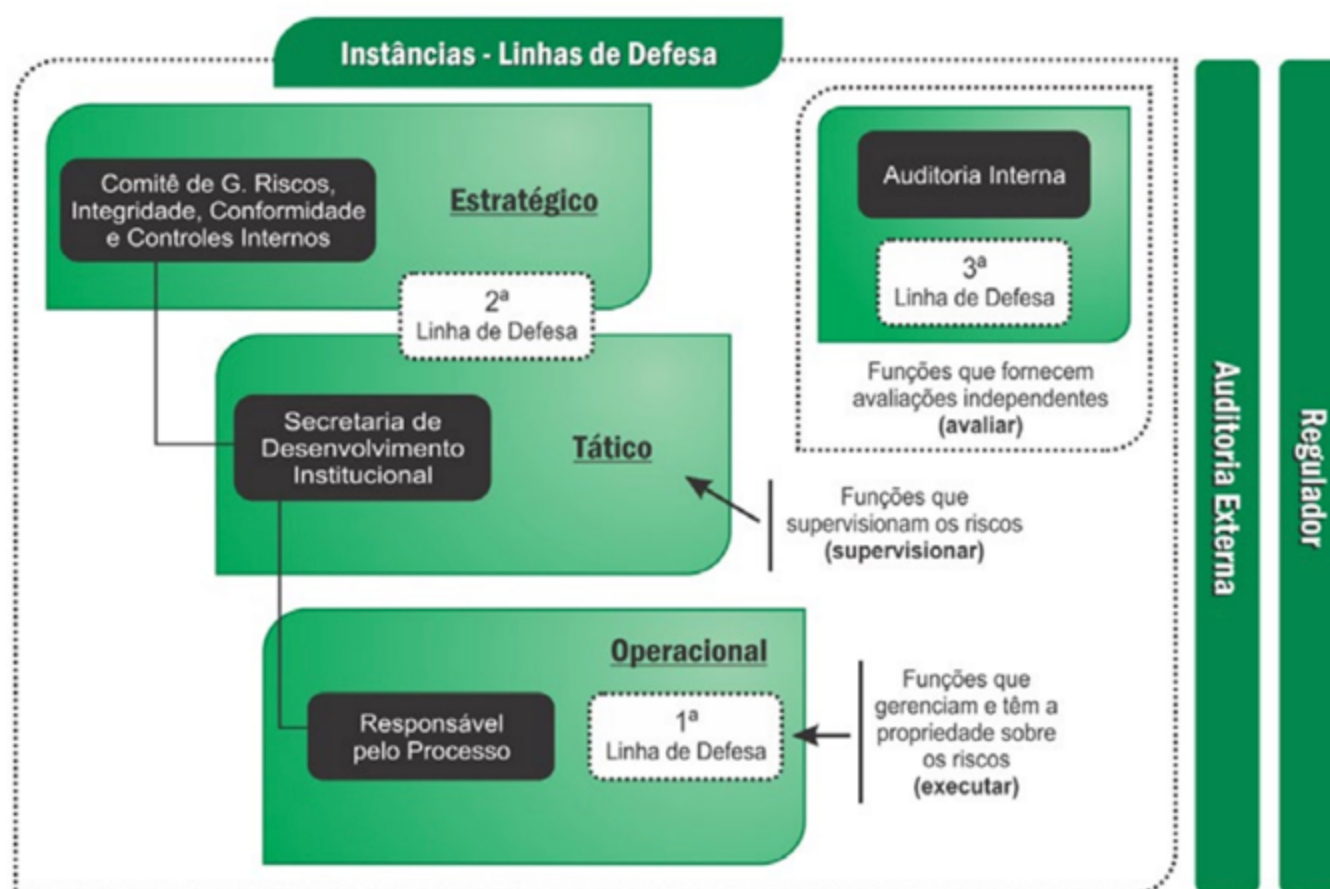 Instâncias - Linhas de Defesa
Comitê de G. Riscos,
Integridade, Conformidade
e Controles Internos
Estratégico
2ª
Linha de Defesa
Secretaria de
Desenvolvimento
Institucional
Tático
Funções que
supervisionam os riscos
(supervisionar)
Operacional
Responsável
pelo Processo
1ª
Linha de Defesa
Funções que
gerenciam e têm a
propriedade sobre
os riscos
(executar)
Auditoria Interna
3ª
Linha de Defesa
Funções que fornecem
avaliações independentes
(avaliar)
Auditoria Externa
Regulador